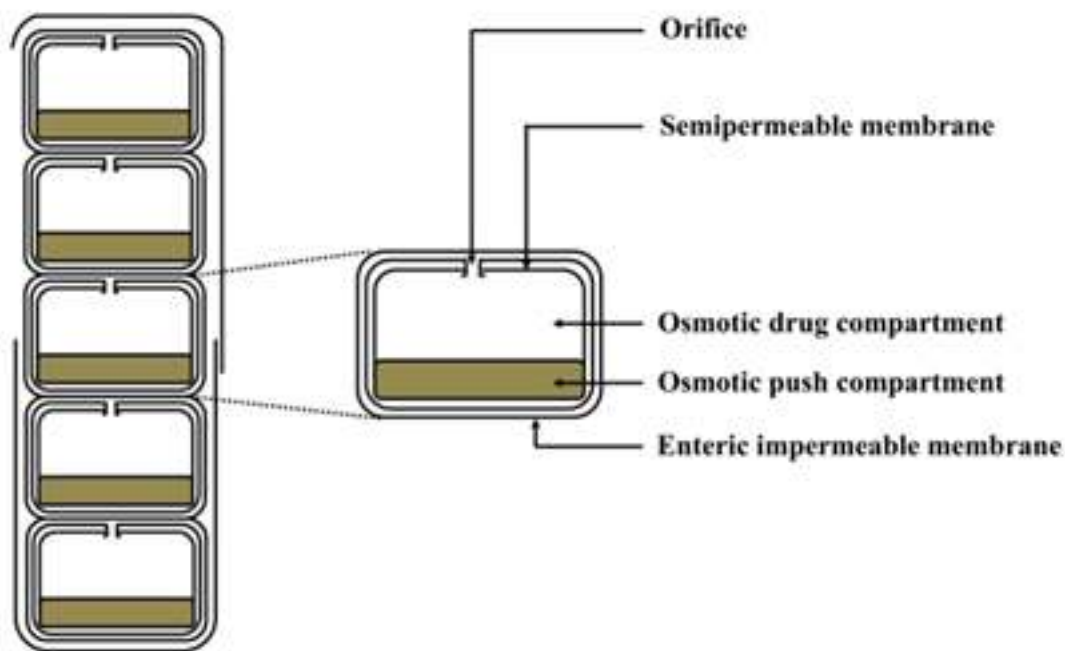 Orifice
Semipermeable membrane
Osmotic drug compartment
Osmotic push compartment
Enteric impermeable membrane